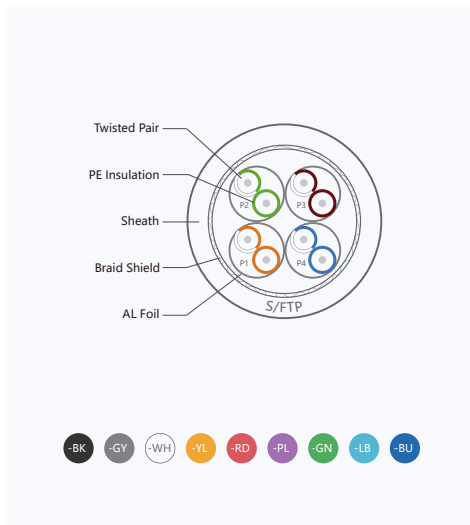 Twisted Pair
PE Insulation
Sheath
Braid Shield
AL Foil
P2
P3
P1
P4
S/FTP
-BK
-GY
-WH
-YL
-RD
-PL
-GN
-LB
-BU